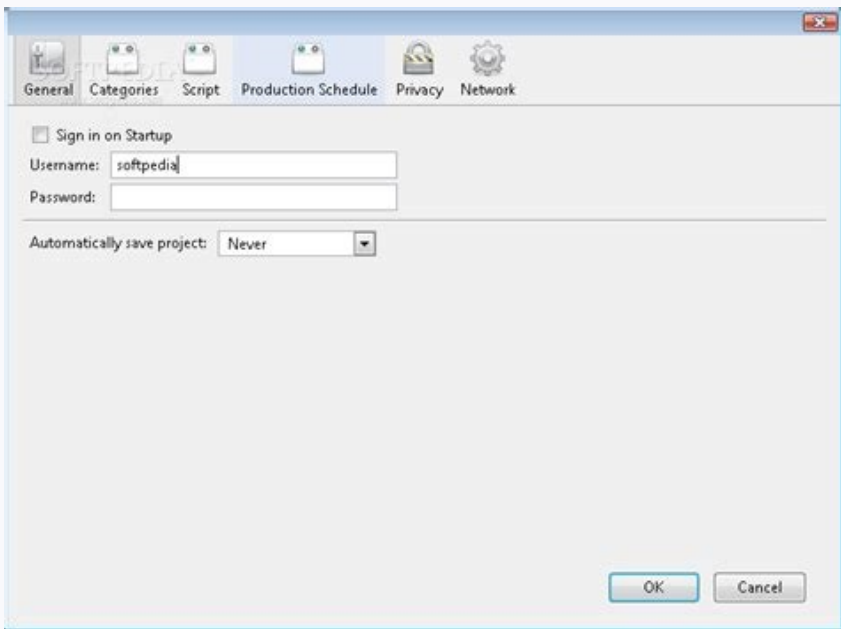 SOFTPEDIA
General Categories Script Production Schedule Privacy Network
Sign in on Startup
Username: softpedia
Password:
Automatically save project: Never
OK Cancel